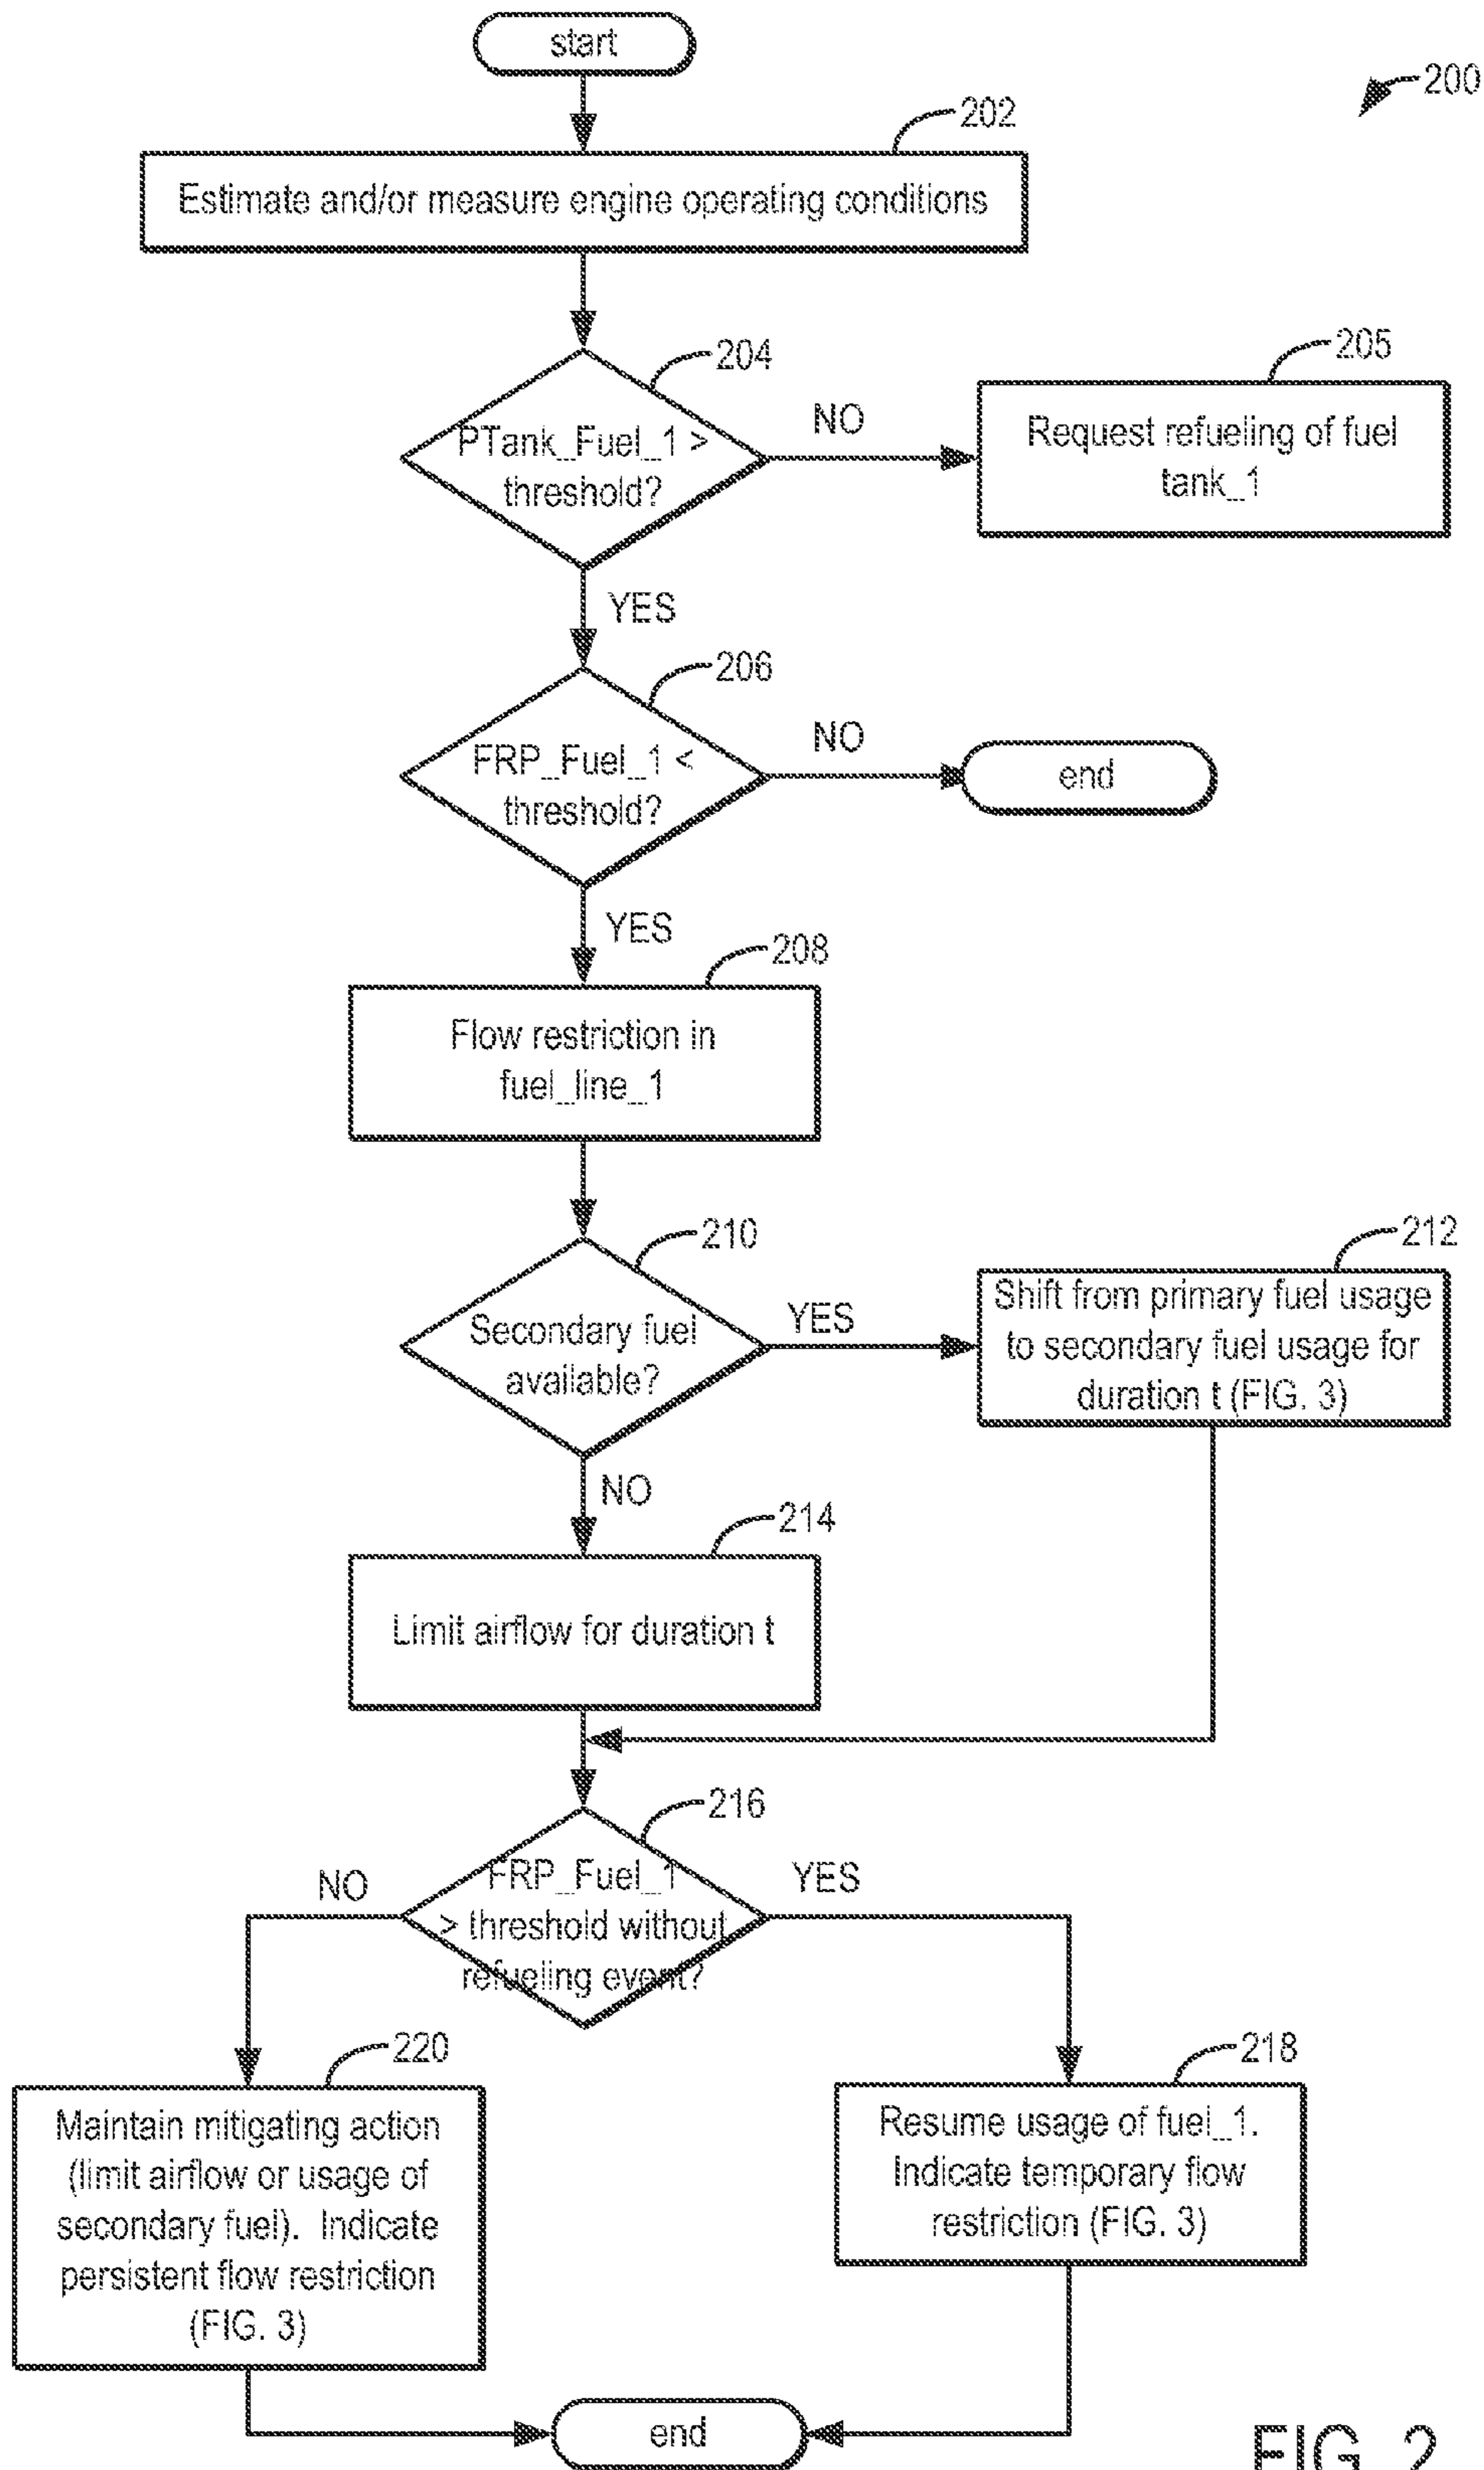 start
200
202
Estimate and/or measure engine operating conditions
204
PTank_Fuel_1 >
threshold?
NO
205
Request refueling of fuel
tank_1
YES
206
FRP_Fuel_1 <
threshold?
NO
end
YES
208
Flow restriction in
fuel_line_1
210
Secondary fuel
available?
YES
212
Shift from primary fuel usage
to secondary fuel usage for
duration t (FIG. 3)
NO
214
Limit airflow for duration t
216
FRP_Fuel_1
> threshold without
refueling event?
NO
YES
220
Maintain mitigating action
(limit airflow or usage of
secondary fuel). Indicate
persistent flow restriction
(FIG. 3)
218
Resume usage of fuel_1.
Indicate temporary flow
restriction (FIG. 3)
end
FIG. 2